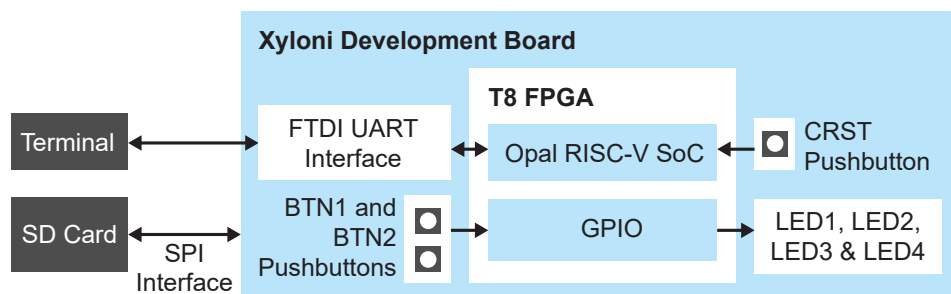 Xyloni Development Board
T8 FPGA
Terminal
FTDI UART
Interface
Opal RISC-V SoC
CRST
Pushbutton
SD Card
SPI
Interface
BTN1 and
BTN2
Pushbuttons
GPIO
LED1, LED2,
LED3 & LED4